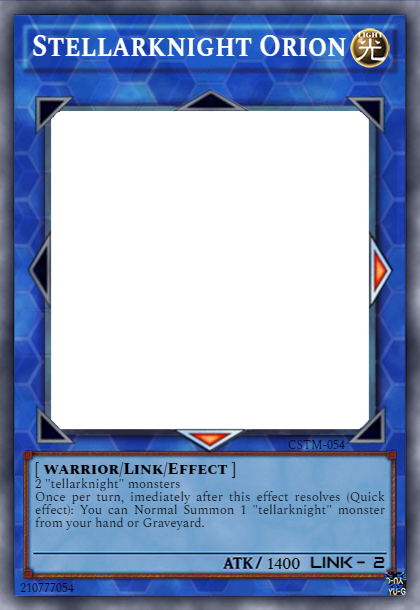 Stellarknight Orion
LIGHT
光
CSTM-054
[ Warrior/Link/Effect ]
2 "tellarknight" monsters
Once per turn, imediately after this effect resolves (Quick
effect): You can Normal Summon 1 "tellarknight" monster
from your hand or Graveyard.
ATK/ 1400 LINK - 2
210777054